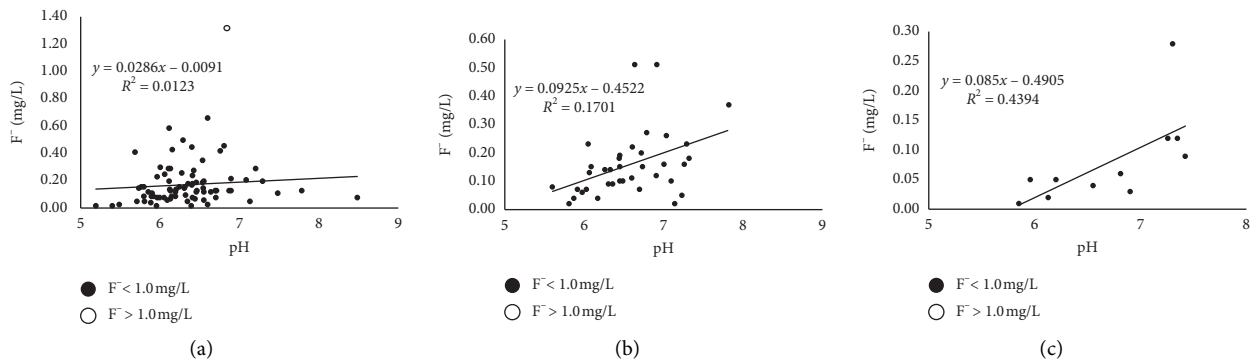 1.40
1.20
1.00
0.80
0.60
0.40
0.20
0.00
F⁻ (mg/L)
y = 0.0286x – 0.0091
R² = 0.0123
5 6 7 8 9
pH
F⁻ < 1.0 mg/L
F⁻ > 1.0 mg/L
(a)
0.60
0.50
0.40
0.30
0.20
0.10
0.00
F⁻ (mg/L)
y = 0.0925x – 0.4522
R² = 0.1701
5 6 7 8 9
pH
F⁻ < 1.0 mg/L
F⁻ > 1.0 mg/L
(b)
0.30
0.25
0.20
0.15
0.10
0.05
0.00
F⁻ (mg/L)
y = 0.085x – 0.4905
R² = 0.4394
5 6 7 8
pH
F⁻ < 1.0 mg/L
F⁻ > 1.0 mg/L
(c)